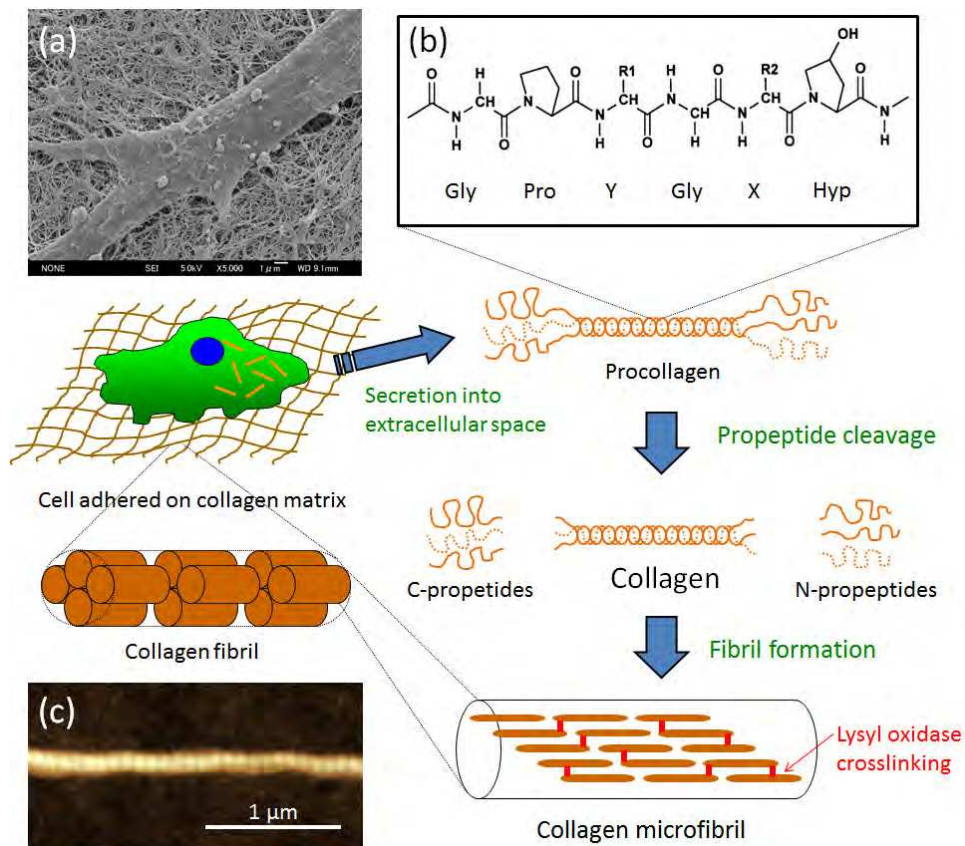 (a)
NONE SEI 5.0kV X5,000 1μm WD 9.1mm
(b)
OH
O H O R1 H O R2
N N N N N N
H O H O H H O H
Gly Pro Y Gly X Hyp
Procollagen
Secretion into
extracellular space
Propeptide cleavage
Cell adhered on collagen matrix
C-propetides
Collagen
N-propeptides
Collagen fibril
Fibril formation
(c)
1 μm
Lysyl oxidase
crosslinking
Collagen microfibril